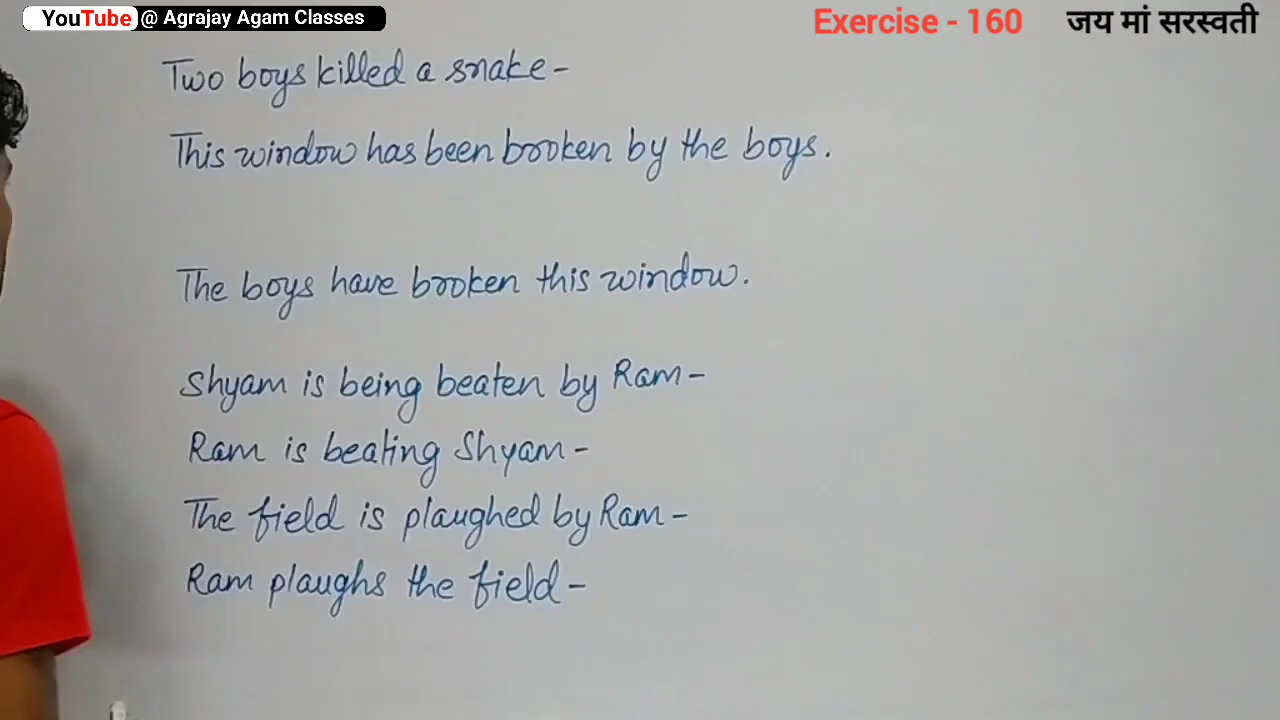 YouTube @ Agrajay Agam Classes
Exercise - 160 जय मां सरस्वती
Two boys killed a snake -
This window has been broken by the boys.
The boys have broken this window.
Shyam is being beaten by Ram -
Ram is beating Shyam -
The field is plaughed by Ram -
Ram plaughs the field -